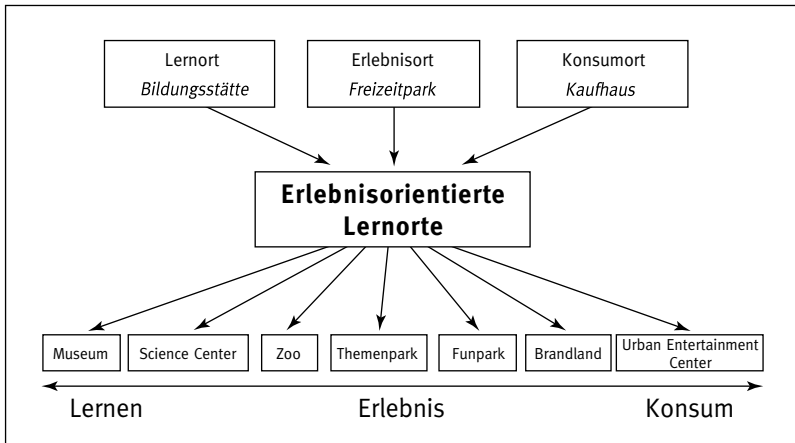 Lernort
Bildungsstätte
Erlebnisort
Freizeitpark
Konsumort
Kaufhaus
Erlebnisorientierte
Lernorte
Museum
Science Center
Zoo
Themenpark
Funpark
Brandland
Urban Entertainment
Center
Lernen
Erlebnis
Konsum